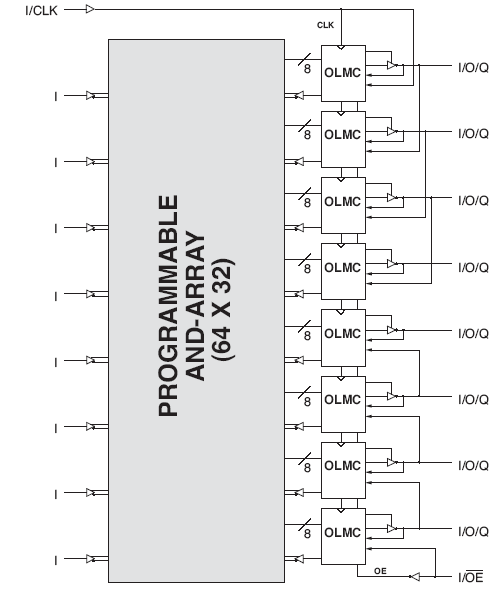 I/CLK
CLK
8
OLMC
I/O/Q
I
8
OLMC
I/O/Q
I
8
OLMC
I/O/Q
I
8
OLMC
I/O/Q
I
8
OLMC
I/O/Q
I
8
OLMC
I/O/Q
I
8
OLMC
I/O/Q
I
8
OLMC
I/O/Q
I
PROGRAMMABLE
AND-ARRAY
(64 X 32)
OE
I/O̅E̅